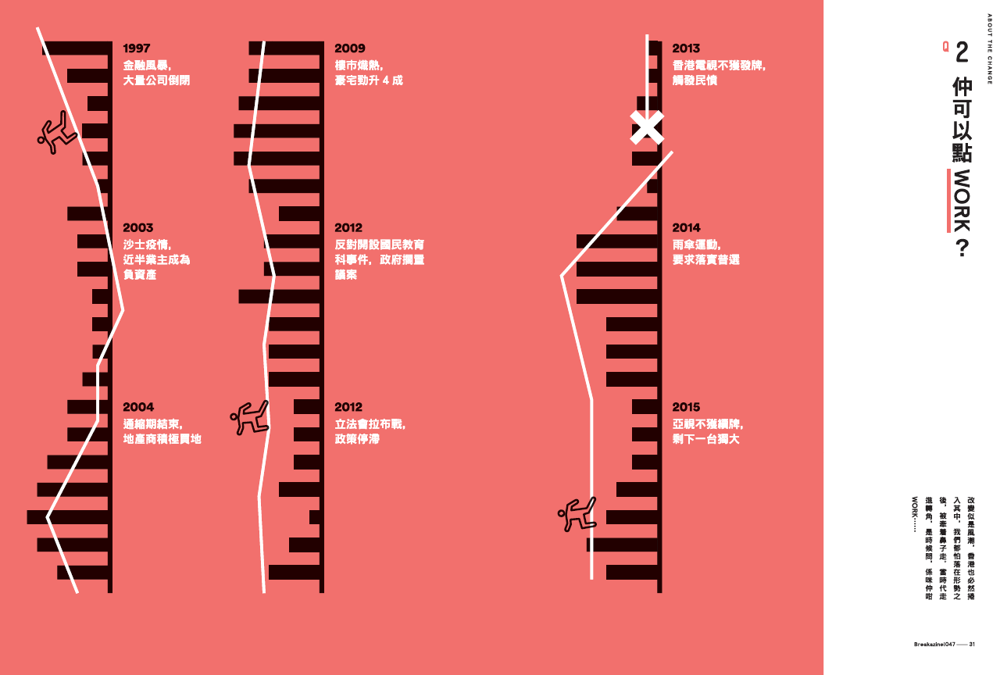 ABOUT THE CHANGE
Q
2
仲可以點 WORK？
1997
金融風暴，
大量公司倒閉
2003
沙士疫情，
近半業主成為
負資產
2004
通縮期結束，
地產商積極買地
2009
樓市熾熱，
豪宅勁升 4 成
2012
反對開設國民教育
科事件，政府擱置
議案
2012
立法會拉布戰，
政策停滯
2013
香港電視不獲發牌，
觸發民憤
2014
雨傘運動，
要求落實普選
2015
亞視不獲續牌，
剩下一台獨大
改變似是風潮，香港也必然捲
入其中，我們都怕落在形勢之
後，被牽着鼻子走。當時代走
進轉角，是時候問，係咪仲咁
WORK……
Breakazine!047 —— 31